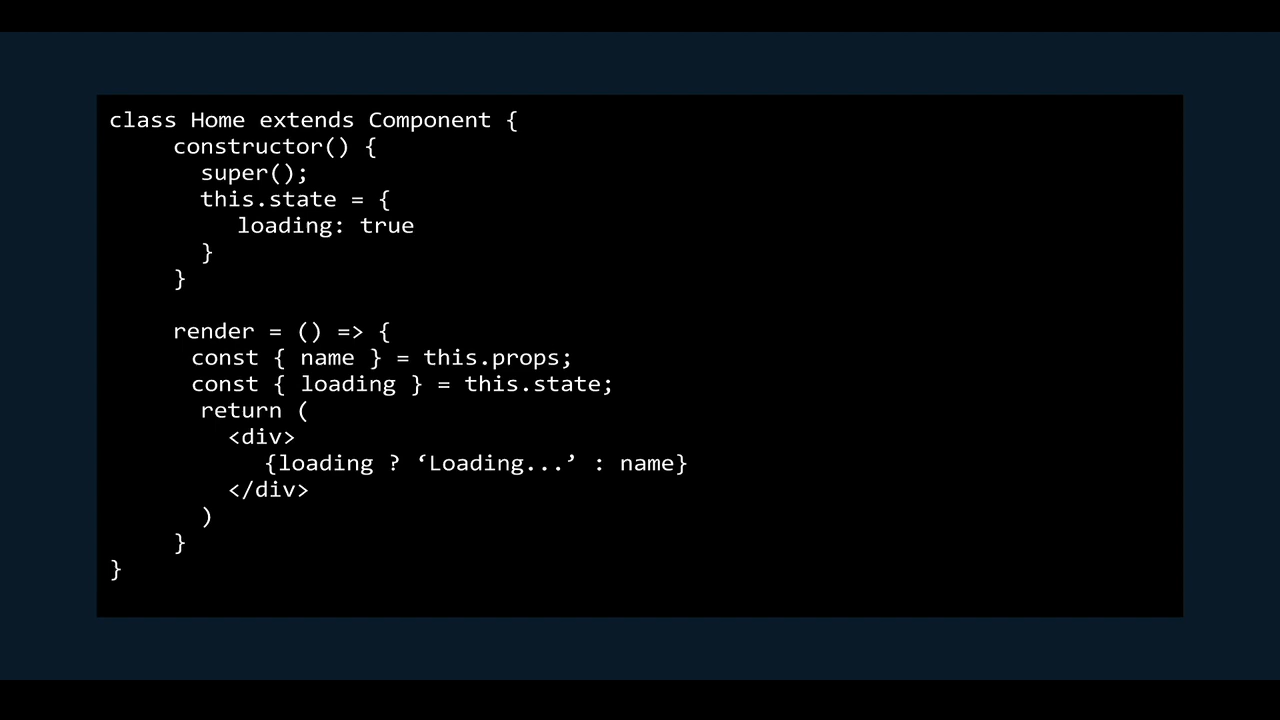 class Home extends Component {
constructor() {
super();
this.state = {
loading: true
}
}
render = () => {
const { name } = this.props;
const { loading } = this.state;
return (
<div>
{loading ? ‘Loading...’ : name}
</div>
)
}
}